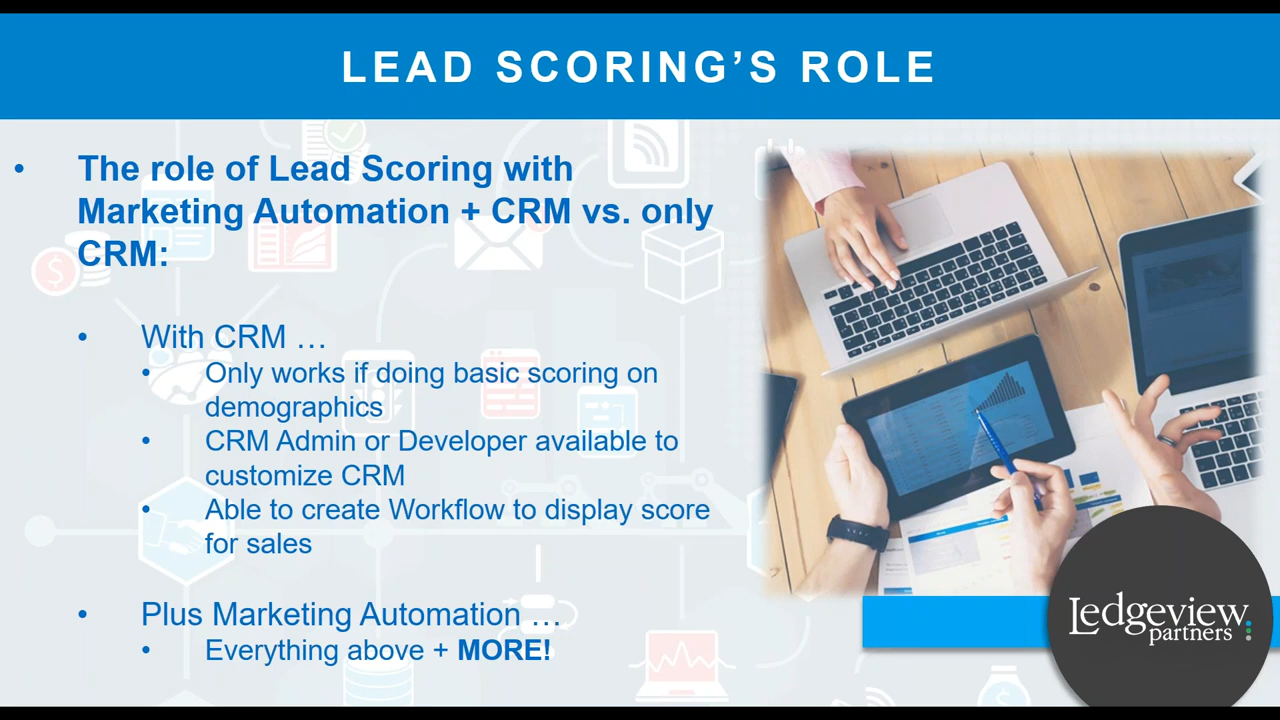 LEAD SCORING’S ROLE
• The role of Lead Scoring with
Marketing Automation + CRM vs. only
CRM:
• With CRM …
• Only works if doing basic scoring on
demographics
• CRM Admin or Developer available to
customize CRM
• Able to create Workflow to display score
for sales
• Plus Marketing Automation …
• Everything above + MORE!
Ledgeview
partners